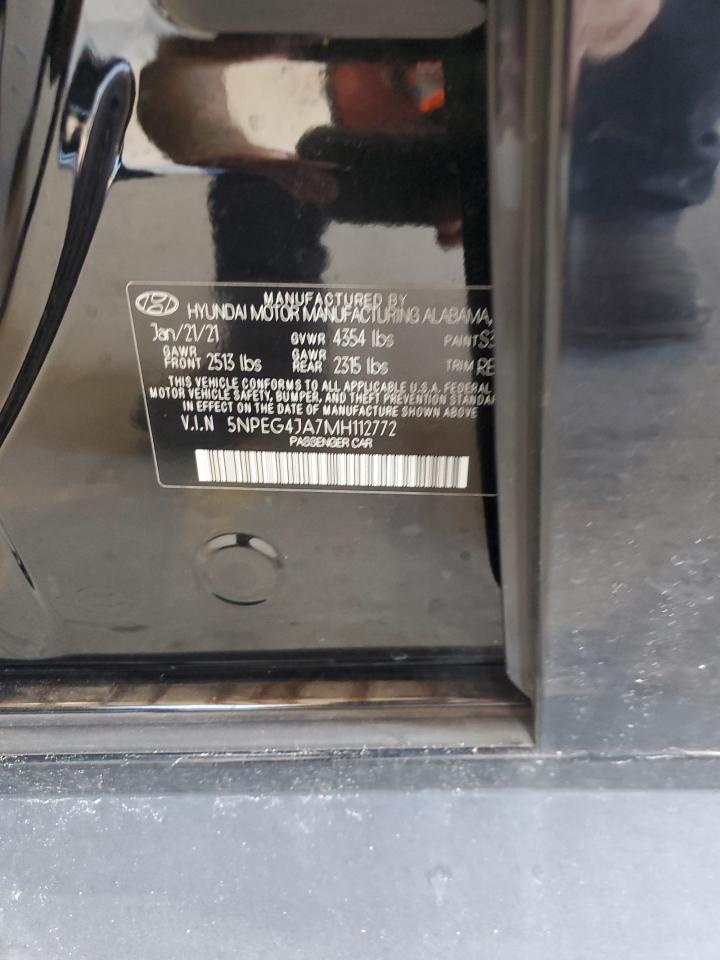 MANUFACTURED BY
HYUNDAI MOTOR MANUFACTURING ALABAMA,
Jan/21/21 GVWR 4354 lbs PAINT
GAWR FRONT 2513 lbs GAWR REAR 2315 lbs TRIM
THIS VEHICLE CONFORMS TO ALL APPLICABLE U.S.A. FEDERAL
MOTOR VEHICLE SAFETY, BUMPER, AND THEFT PREVENTION
IN EFFECT ON THE DATE OF MANUFACTURE SHOWN ABOVE
V.I.N 5NPEG4JA7MH112772
PASSENGER CAR